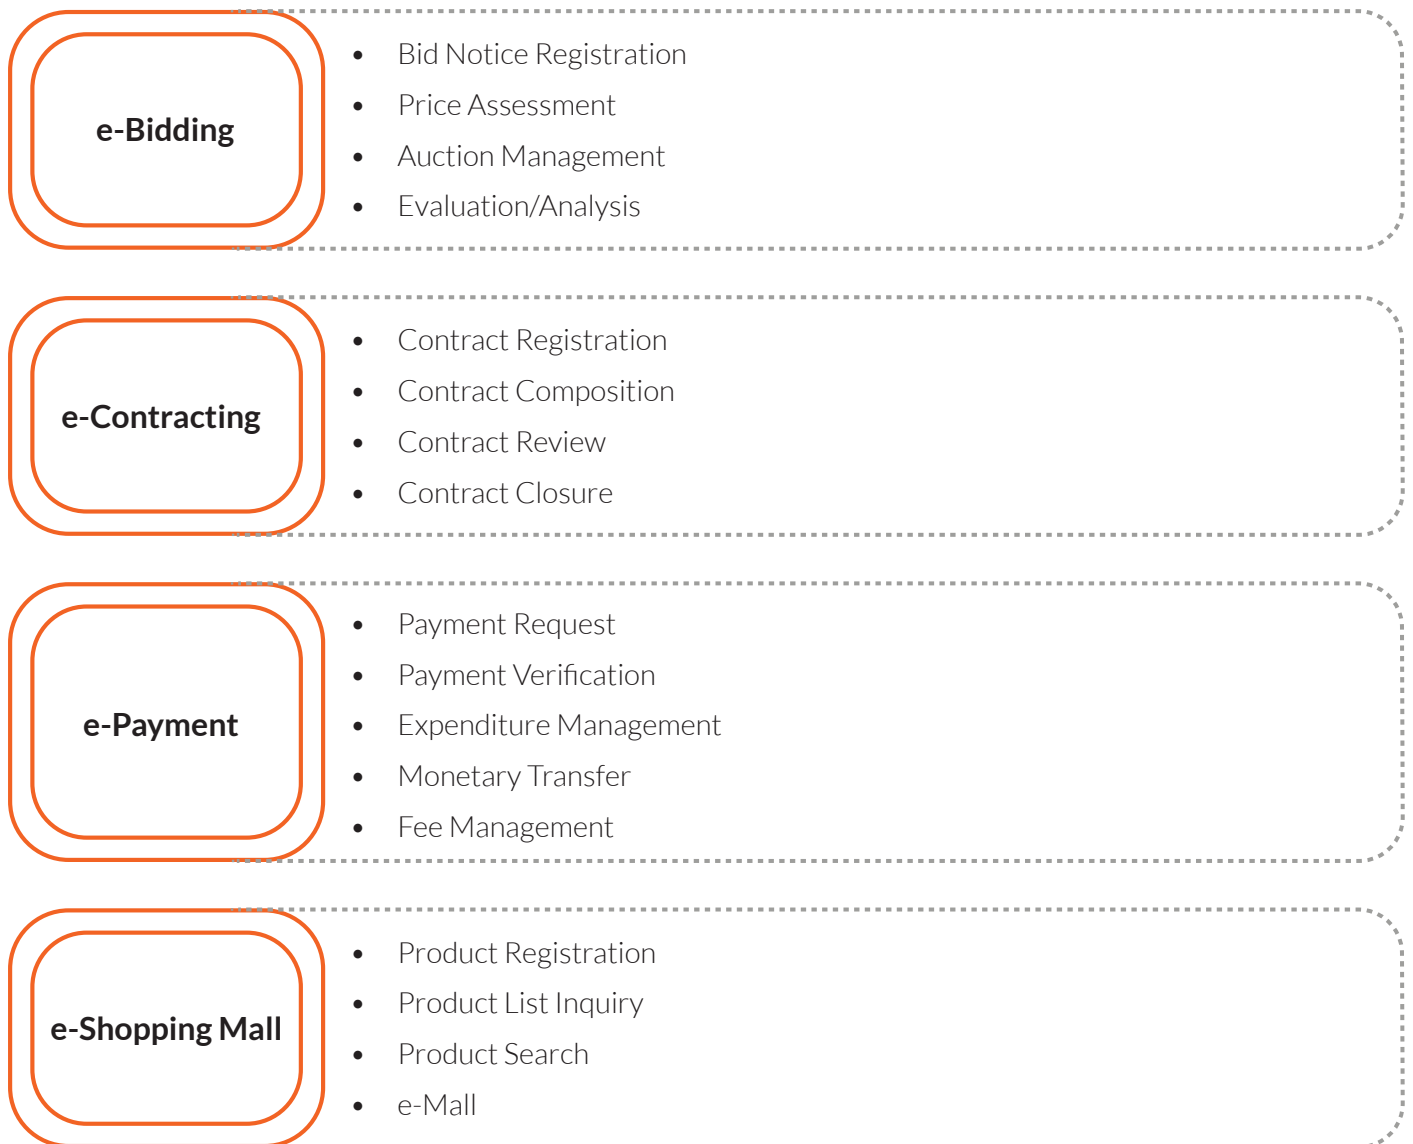 e-Bidding
• Bid Notice Registration
• Price Assessment
• Auction Management
• Evaluation/Analysis
e-Contracting
• Contract Registration
• Contract Composition
• Contract Review
• Contract Closure
e-Payment
• Payment Request
• Payment Verification
• Expenditure Management
• Monetary Transfer
• Fee Management
e-Shopping Mall
• Product Registration
• Product List Inquiry
• Product Search
• e-Mall